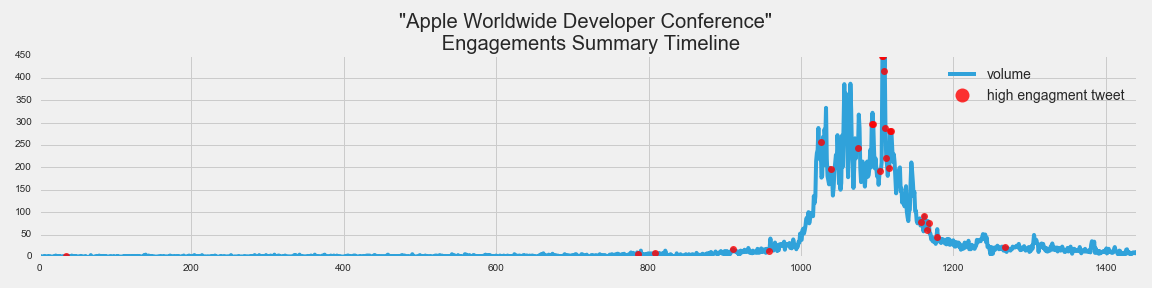 "Apple Worldwide Developer Conference"
Engagements Summary Timeline
450
400
350
300
250
200
150
100
50
0
volume
high engagment tweet
0 200 400 600 800 1000 1200 1400